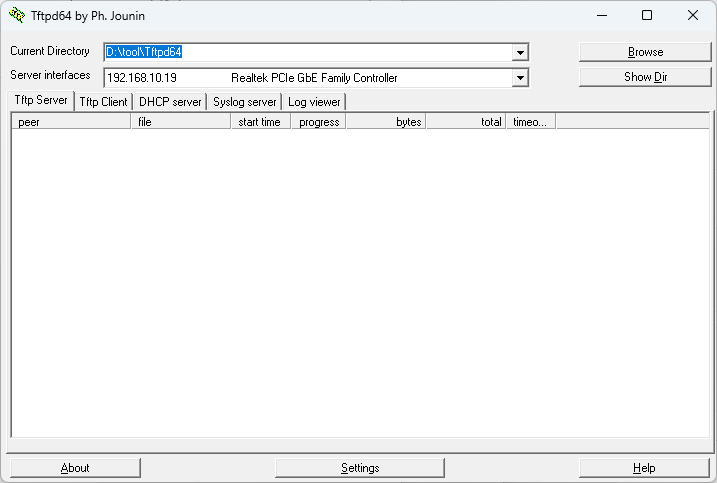 Tftpd64 by Ph. Jounin
Current Directory D:\tool\Tftpd64 Browse
Server interfaces 192.168.10.19 Realtek PCIe GbE Family Controller Show Dir
Tftp Server Tftp Client DHCP server Syslog server Log viewer
peer file start time progress bytes total timeo...
About Settings Help